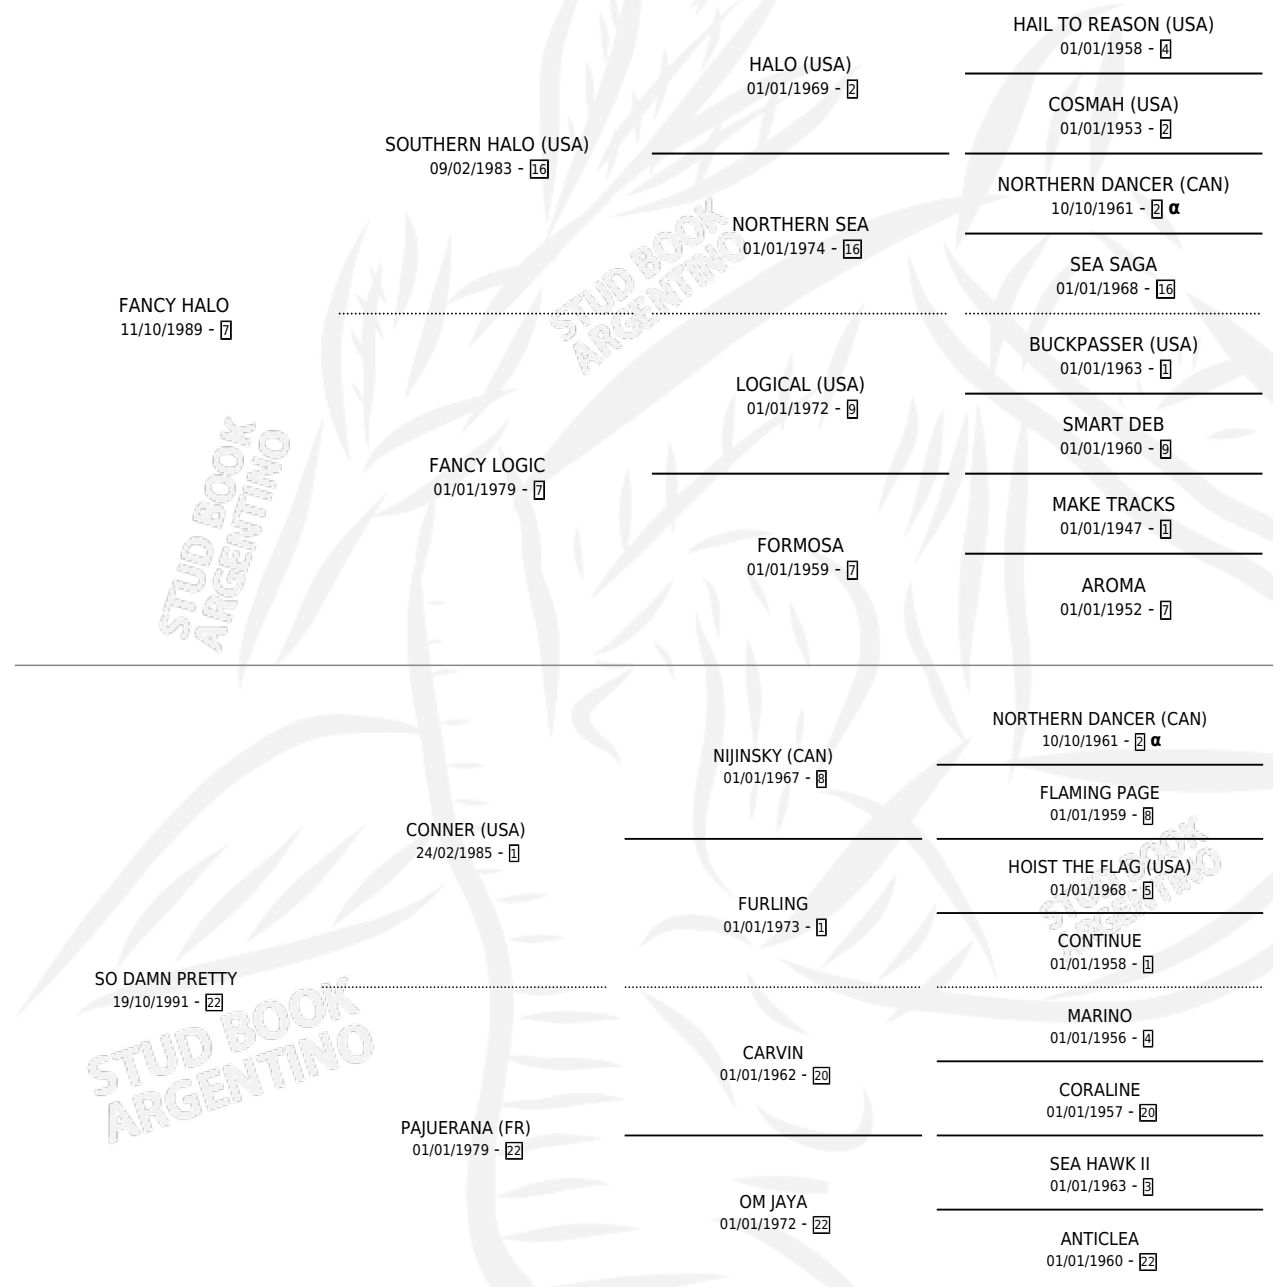 HAIL TO REASON (USA)
01/01/1958 - 4
HALO (USA)
01/01/1969 - 2
COSMAH (USA)
01/01/1953 - 2
SOUTHERN HALO (USA)
09/02/1983 - 16
NORTHERN DANCER (CAN)
10/10/1961 - 2 α
NORTHERN SEA
01/01/1974 - 16
SEA SAGA
01/01/1968 - 16
FANCY HALO
11/10/1989 - 7
BUCKPASSER (USA)
01/01/1963 - 1
LOGICAL (USA)
01/01/1972 - 9
SMART DEB
01/01/1960 - 9
FANCY LOGIC
01/01/1979 - 7
MAKE TRACKS
01/01/1947 - 1
FORMOSA
01/01/1959 - 7
AROMA
01/01/1952 - 7
NORTHERN DANCER (CAN)
10/10/1961 - 2 α
NIJINSKY (CAN)
01/01/1967 - 8
FLAMING PAGE
01/01/1959 - 8
CONNER (USA)
24/02/1985 - 1
HOIST THE FLAG (USA)
01/01/1968 - 5
FURLING
01/01/1973 - 1
CONTINUE
01/01/1958 - 1
SO DAMN PRETTY
19/10/1991 - 22
MARINO
01/01/1956 - 4
CARVIN
01/01/1962 - 20
CORALINE
01/01/1957 - 20
PAJUERANA (FR)
01/01/1979 - 22
SEA HAWK II
01/01/1963 - 3
OM JAYA
01/01/1972 - 22
ANTICLEA
01/01/1960 - 22
STUD BOOK
ARGENTINO
STUD BOOK
ARGENTINO
STUD BOOK
ARGENTINO
STUD BOOK
ARGENTINO